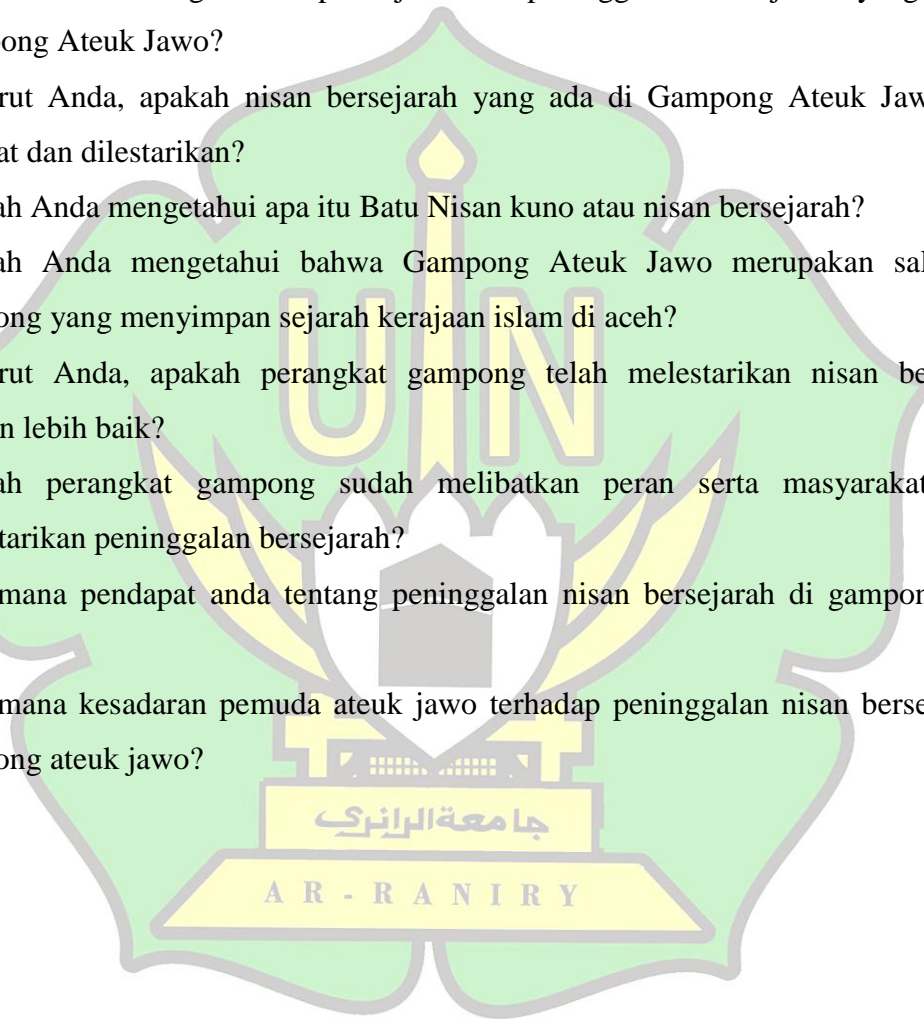 pong Ateuk Jawo?
rut Anda, apakah nisan bersejarah yang ada di Gampong Ateuk Jaw
at dan dilestarikan?
ah Anda mengetahui apa itu Batu Nisan kuno atau nisan bersejarah?
ah Anda mengetahui bahwa Gampong Ateuk Jawo merupakan sal
ong yang menyimpan sejarah kerajaan islam di aceh?
rut Anda, apakah perangkat gampong telah melestarikan nisan be
n lebih baik?
ah perangkat gampong sudah melibatkan peran serta masyarakat
tarikan peninggalan bersejarah?
mana pendapat anda tentang peninggalan nisan bersejarah di gampon
mana kesadaran pemuda ateuk jawo terhadap peninggalan nisan berse
ong ateuk jawo?
UIN
جامعة الرانري
AR-RANIRY